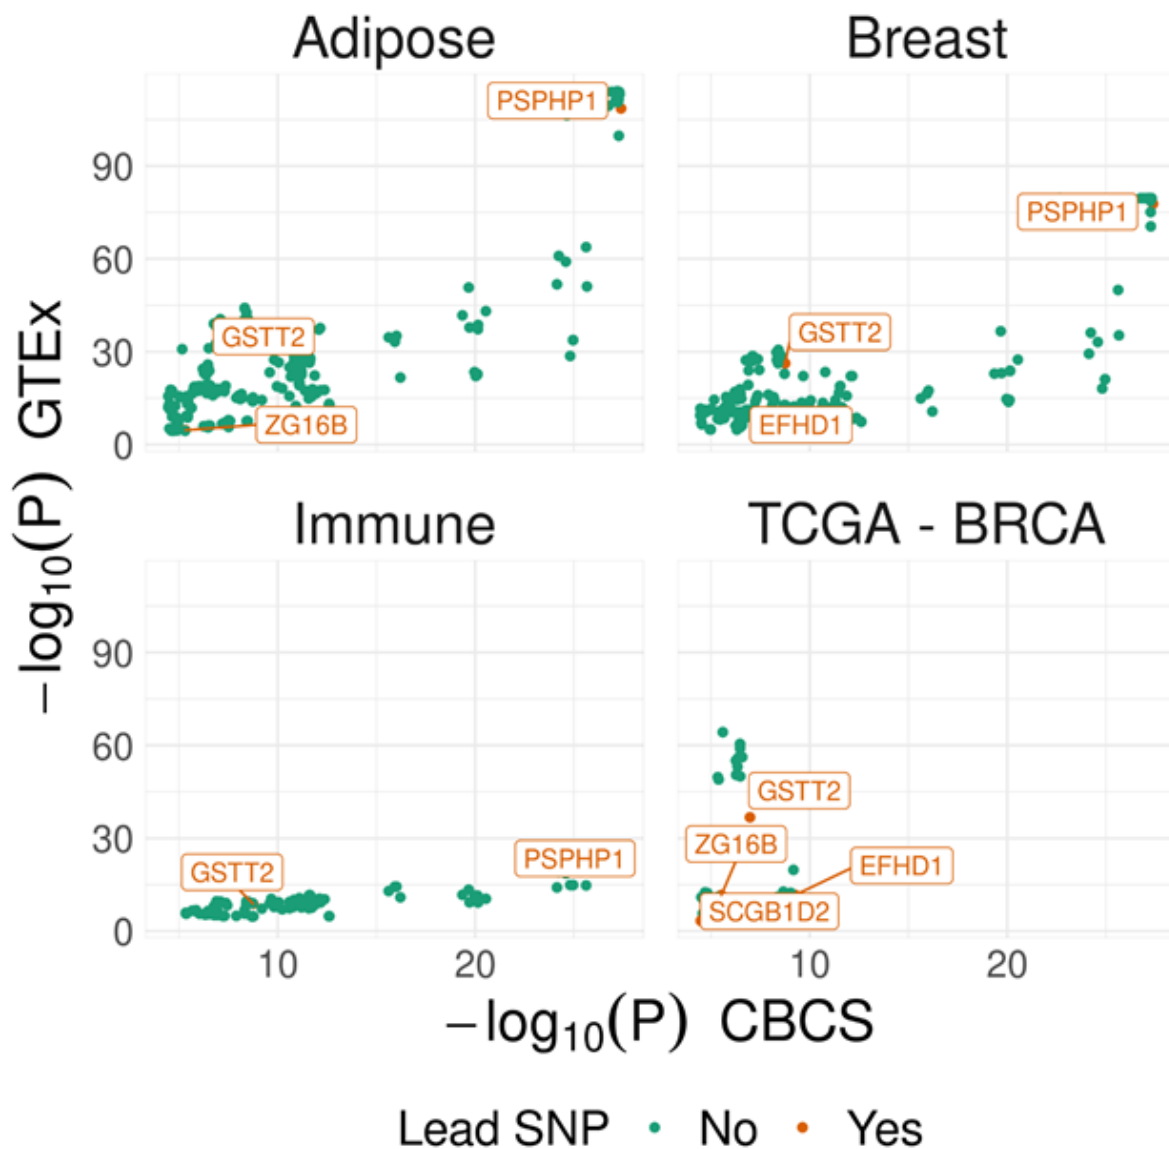 Adipose
Breast
PSPHP1
GSTT2
ZG16B
PSPHP1
GSTT2
EFHD1
90
60
30
0
−log10(P) GTEx
Immune
TCGA - BRCA
GSTT2
PSPHP1
GSTT2
ZG16B
EFHD1
SCGB1D2
90
60
30
0
10 20
10 20
−log10(P) CBCS
Lead SNP No Yes